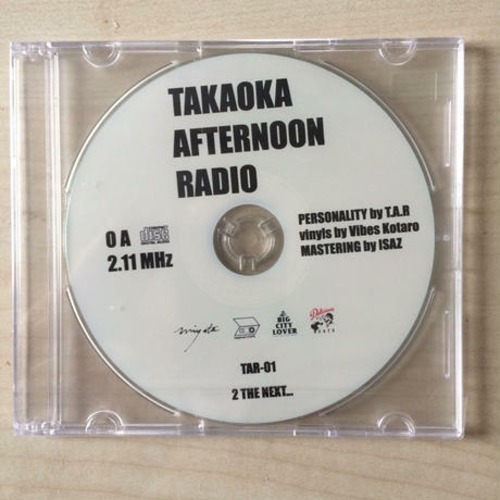 TAKAOKA
AFTERNOON
RADIO
O A
disc
2.11 MHz
PERSONALITY by T.A.R
vinyls by Vibes Kotaro
MASTERING by ISAZ
BIG
CITY
LOVER
TAR-01
2 THE NEXT...